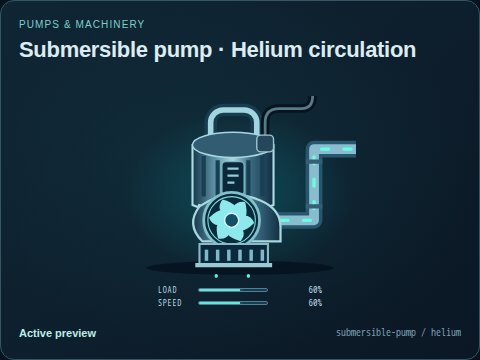 PUMPS & MACHINERY
Submersible pump · Helium circulation
LOAD 60%
SPEED 60%
Active preview submersible-pump / helium